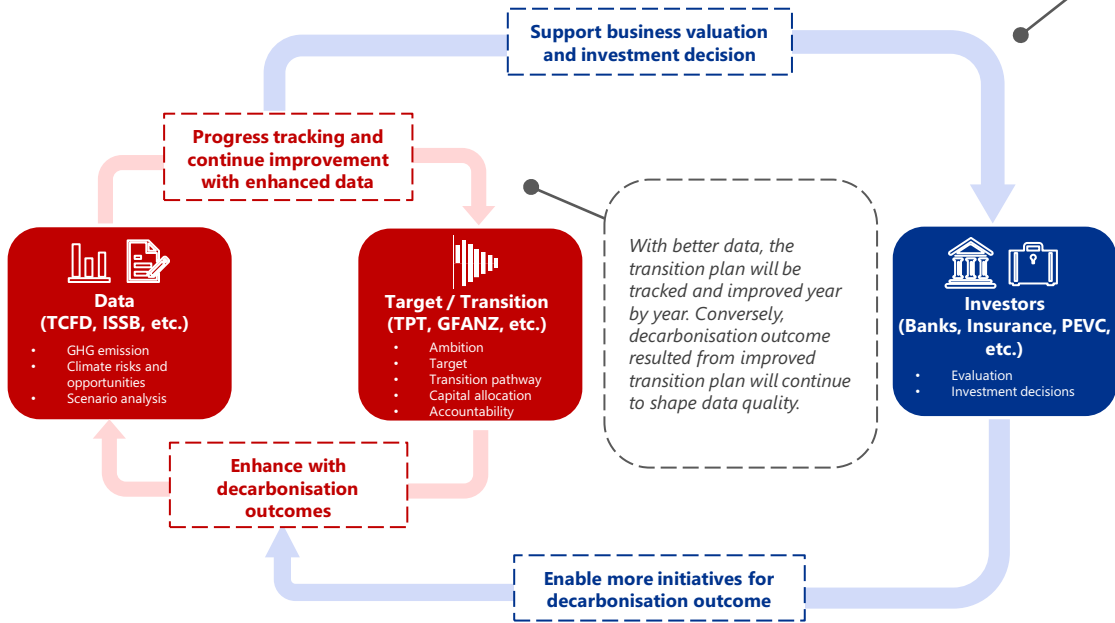 Support business valuation
and investment decision
Progress tracking and
continue improvement
with enhanced data
Data
(TCFD, ISSB, etc.)
• GHG emission
• Climate risks and
opportunities
• Scenario analysis
Target / Transition
(TPT, GFANZ, etc.)
• Ambition
• Target
• Transition pathway
• Capital allocation
• Accountability
With better data, the
transition plan will be
tracked and improved year
by year. Conversely,
decarbonisation outcome
resulted from improved
transition plan will continue
to shape data quality.
Investors
(Banks, Insurance, PEVC,
etc.)
• Evaluation
• Investment decisions
Enhance with
decarbonisation
outcomes
Enable more initiatives for
decarbonisation outcome